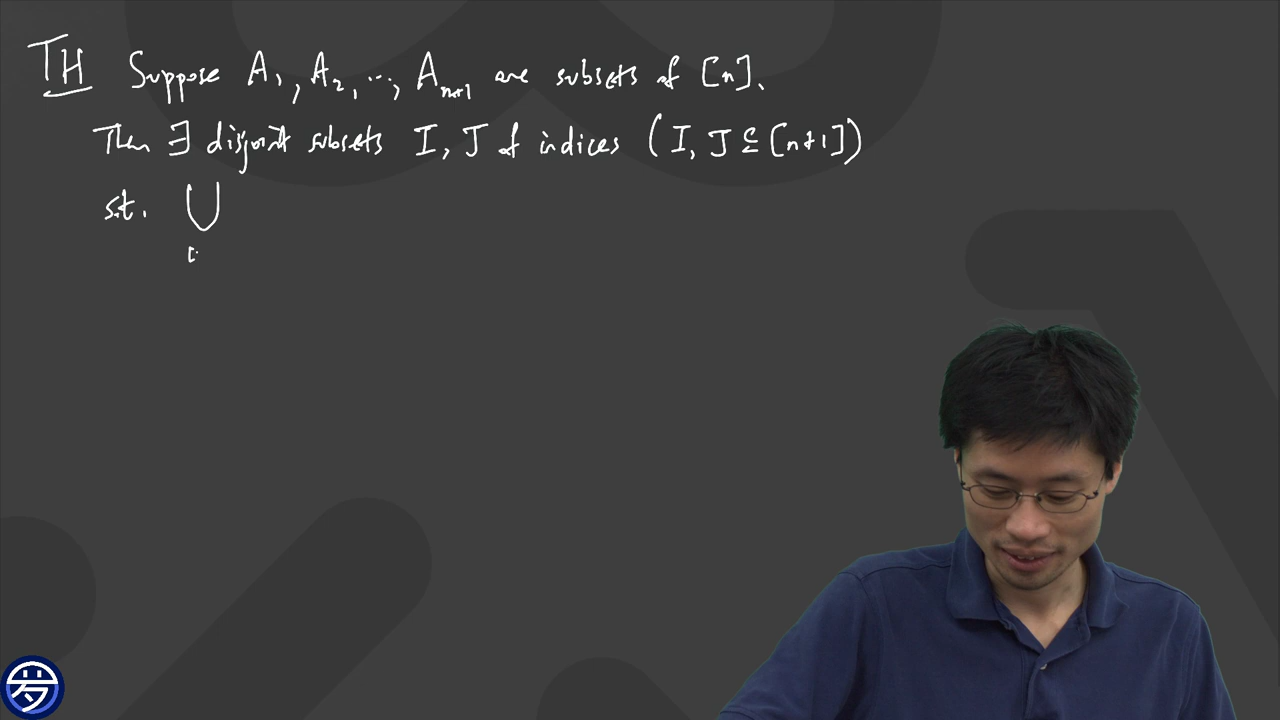 TH Suppose A₁, A₂, ..., Aₙ₊₁ are subsets of [n].
Then ∃ disjoint subsets I, J of indices (I, J ⊆ [n+1])
s.t. ⋃